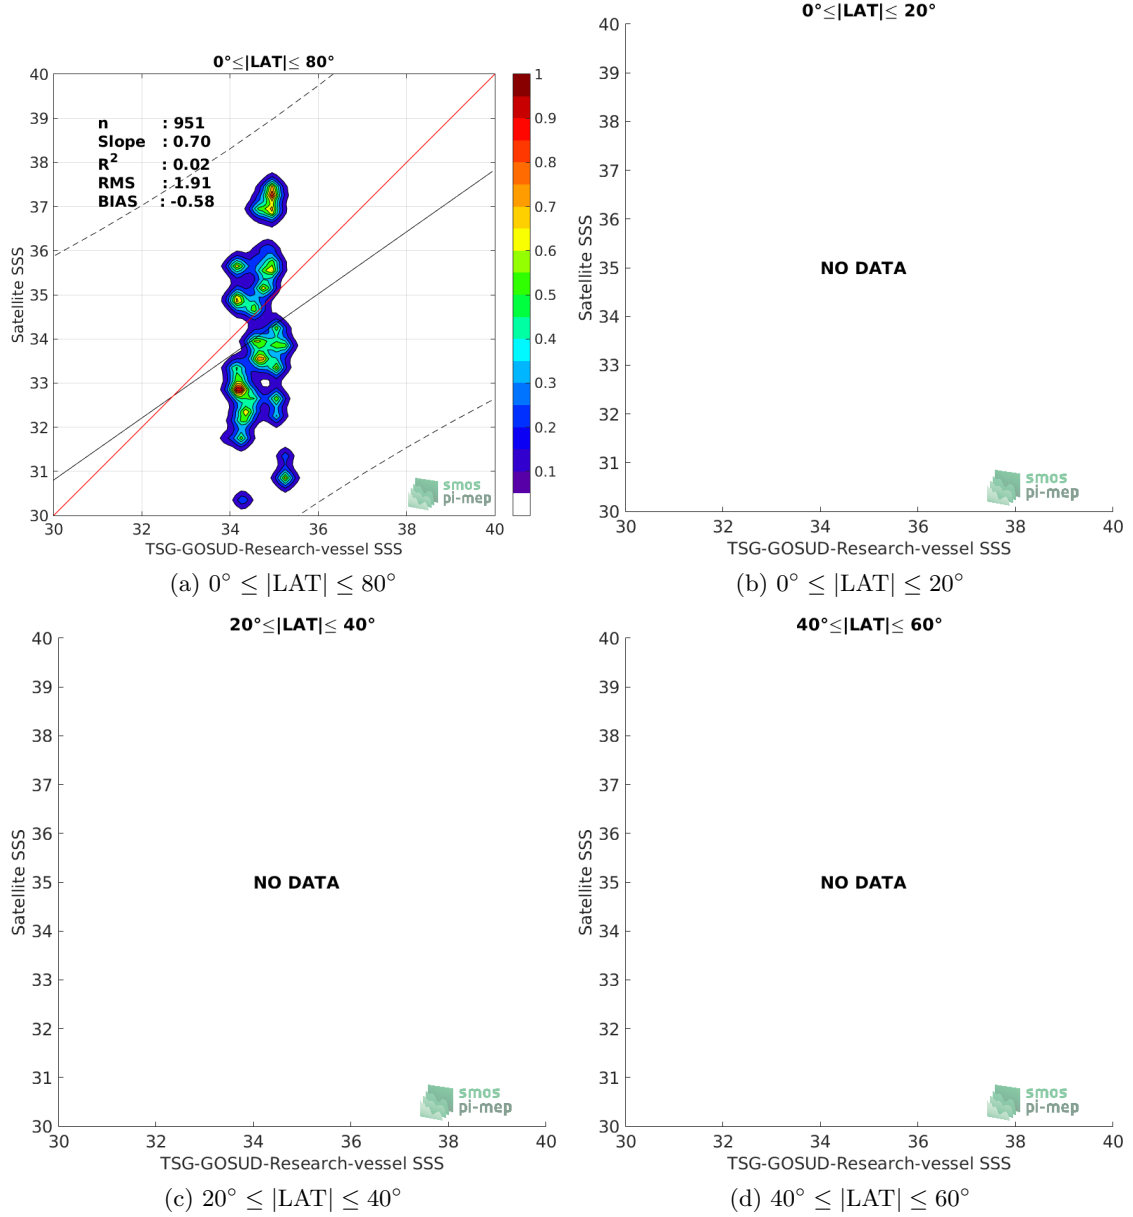 0°≤|LAT|≤ 80°
40
39
38
37
36
35
34
33
32
31
30
Satellite SSS
n : 951
Slope : 0.70
R² : 0.02
RMS : 1.91
BIAS : -0.58
1
0.9
0.8
0.7
0.6
0.5
0.4
0.3
0.2
0.1
smos
pi-mep
30 32 34 36 38 40
TSG-GOSUD-Research-vessel SSS
(a) 0° ≤ |LAT| ≤ 80°
0°≤|LAT|≤ 20°
40
39
38
37
36
35
34
33
32
31
30
Satellite SSS
NO DATA
smos
pi-mep
30 32 34 36 38 40
TSG-GOSUD-Research-vessel SSS
(b) 0° ≤ |LAT| ≤ 20°
20°≤|LAT|≤ 40°
40
39
38
37
36
35
34
33
32
31
30
Satellite SSS
NO DATA
smos
pi-mep
30 32 34 36 38 40
TSG-GOSUD-Research-vessel SSS
(c) 20° ≤ |LAT| ≤ 40°
40°≤|LAT|≤ 60°
40
39
38
37
36
35
34
33
32
31
30
Satellite SSS
NO DATA
smos
pi-mep
30 32 34 36 38 40
TSG-GOSUD-Research-vessel SSS
(d) 40° ≤ |LAT| ≤ 60°